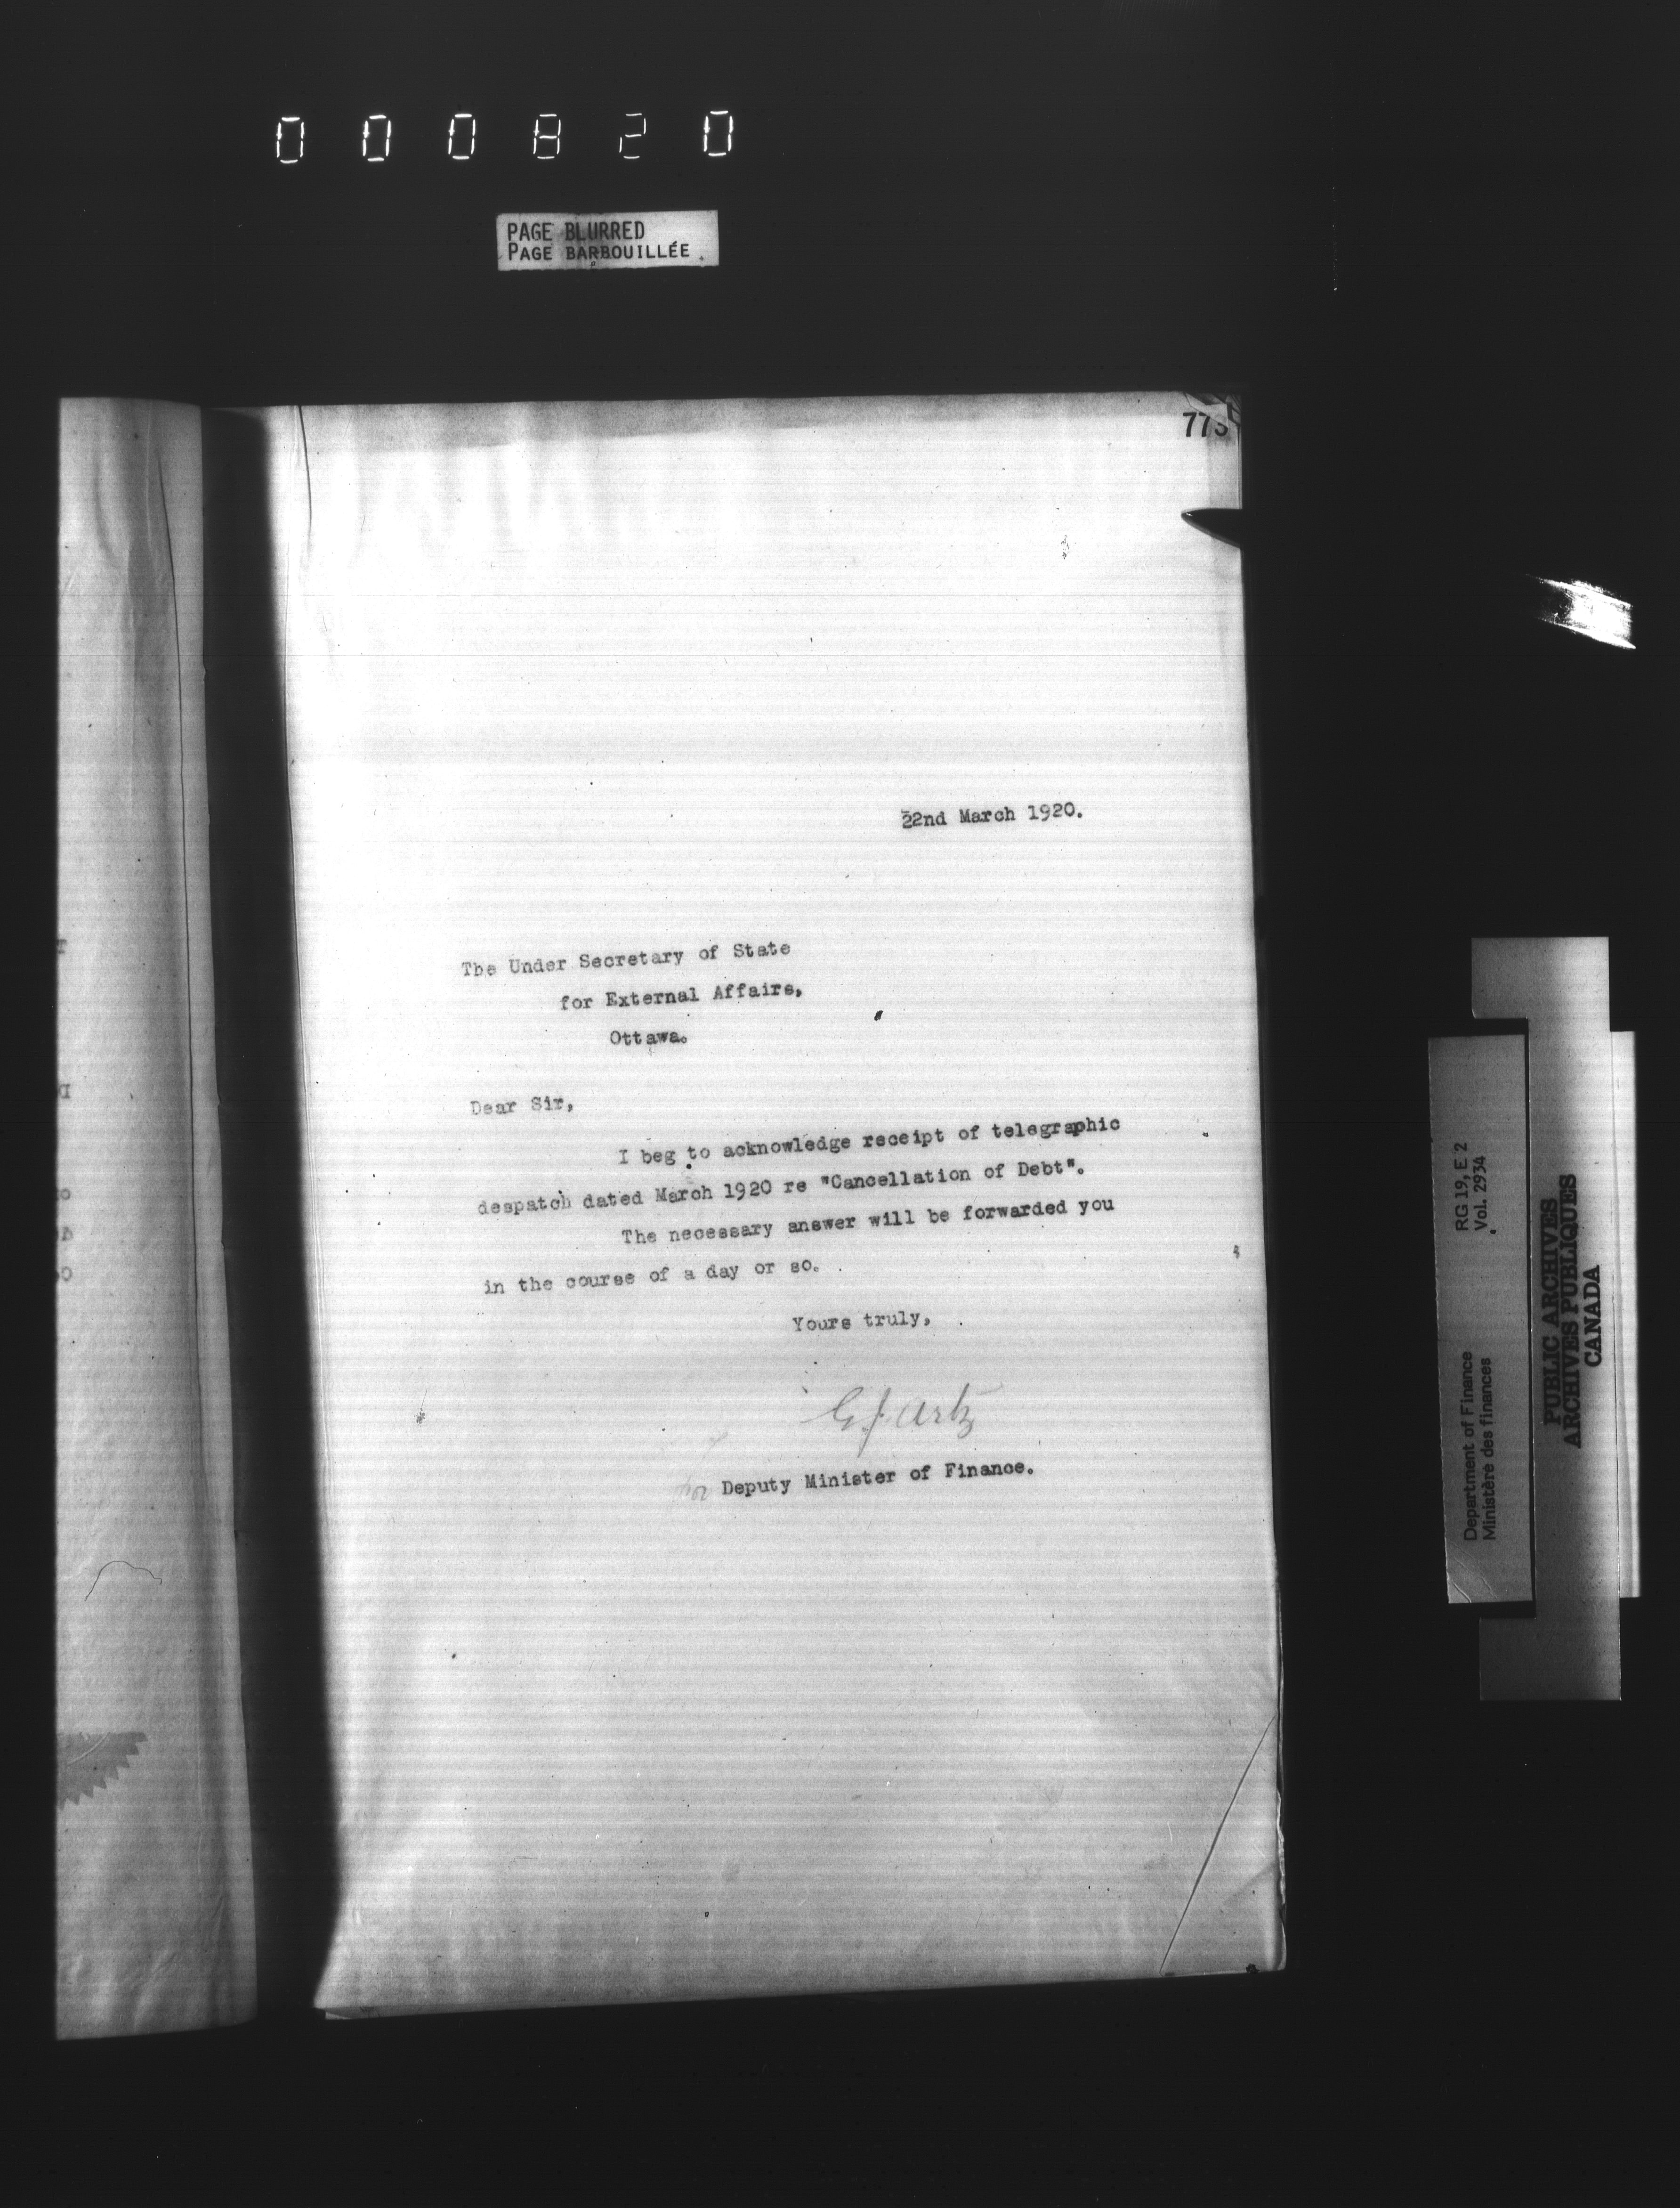 000820
PAGE BLURRED
PAGE BARBOUILLÉE
773
22nd March 1920.
The Under Secretary of State
for External Affairs,
Ottawa.
Dear Sir,
I beg to acknowledge receipt of telegraphic
despatch dated March 1920 re "Cancellation of Debt".
The necessary answer will be forwarded you
in the course of a day or so.
Yours truly,
G. J. Artz
for Deputy Minister of Finance.
RG 19, E 2
Vol. 2934
Department of Finance
Ministère des finances
PUBLIC ARCHIVES
ARCHIVES PUBLIQUES
CANADA